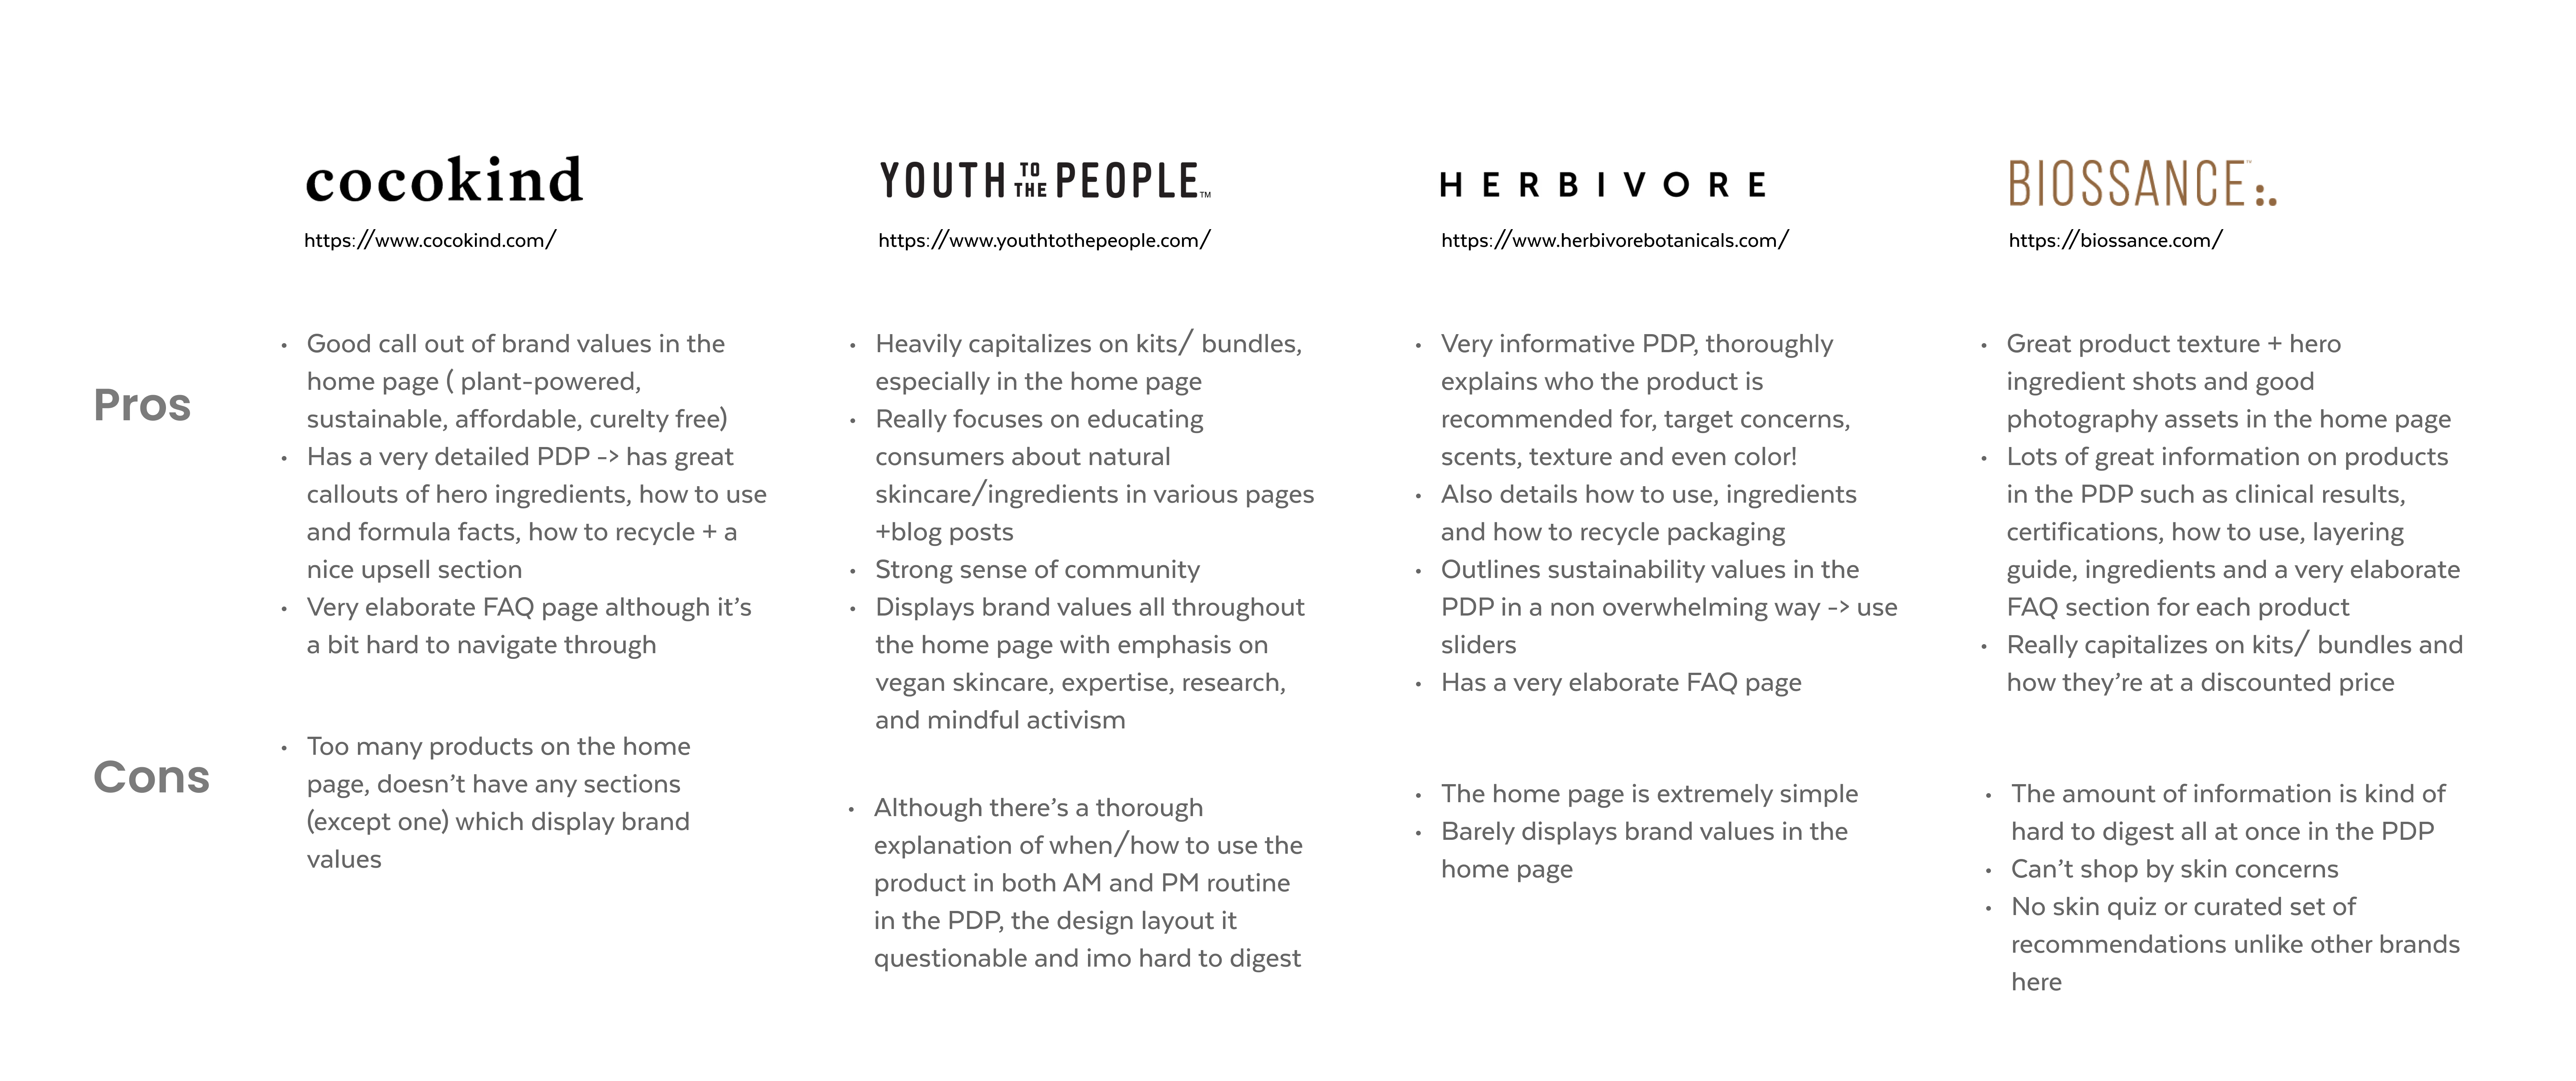 cocokind
https://www.cocokind.com/
YOUTH TO THE PEOPLE™
https://www.youthtothepeople.com/
HERBIVORE
https://www.herbivorebotanicals.com/
BIOSSANCE™
https://biossance.com/
Pros
• Good call out of brand values in the
home page ( plant-powered,
sustainable, affordable, curelty free)
• Has a very detailed PDP -> has great
callouts of hero ingredients, how to use
and formula facts, how to recycle + a
nice upsell section
• Very elaborate FAQ page although it's
a bit hard to navigate through
• Heavily capitalizes on kits/ bundles,
especially in the home page
• Really focuses on educating
consumers about natural
skincare/ingredients in various pages
+blog posts
• Strong sense of community
• Displays brand values all throughout
the home page with emphasis on
vegan skincare, expertise, research,
and mindful activism
• Very informative PDP, thoroughly
explains who the product is
recommended for, target concerns,
scents, texture and even color!
• Also details how to use, ingredients
and how to recycle packaging
• Outlines sustainability values in the
PDP in a non overwhelming way -> use
sliders
• Has a very elaborate FAQ page
• Great product texture + hero
ingredient shots and good
photography assets in the home page
• Lots of great information on products
in the PDP such as clinical results,
certifications, how to use, layering
guide, ingredients and a very elaborate
FAQ section for each product
• Really capitalizes on kits/ bundles and
how they're at a discounted price
Cons
• Too many products on the home
page, doesn't have any sections
(except one) which display brand
values
• Although there's a thorough
explanation of when/how to use the
product in both AM and PM routine
in the PDP, the design layout it
questionable and imo hard to digest
• The home page is extremely simple
• Barely displays brand values in the
home page
• The amount of information is kind of
hard to digest all at once in the PDP
• Can't shop by skin concerns
• No skin quiz or curated set of
recommendations unlike other brands
here